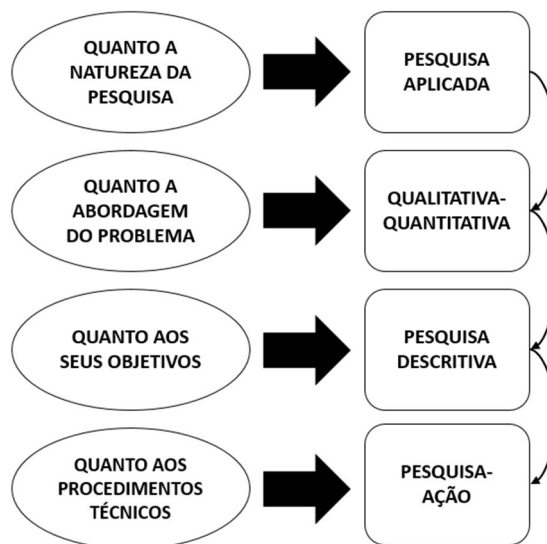 QUANTO A
NATUREZA DA
PESQUISA
PESQUISA
APLICADA
QUANTO A
ABORDAGEM
DO PROBLEMA
QUALITATIVA-
QUANTITATIVA
QUANTO AOS
SEUS OBJETIVOS
PESQUISA
DESCRITIVA
QUANTO AOS
PROCEDIMENTOS
TÉCNICOS
PESQUISA-
AÇÃO